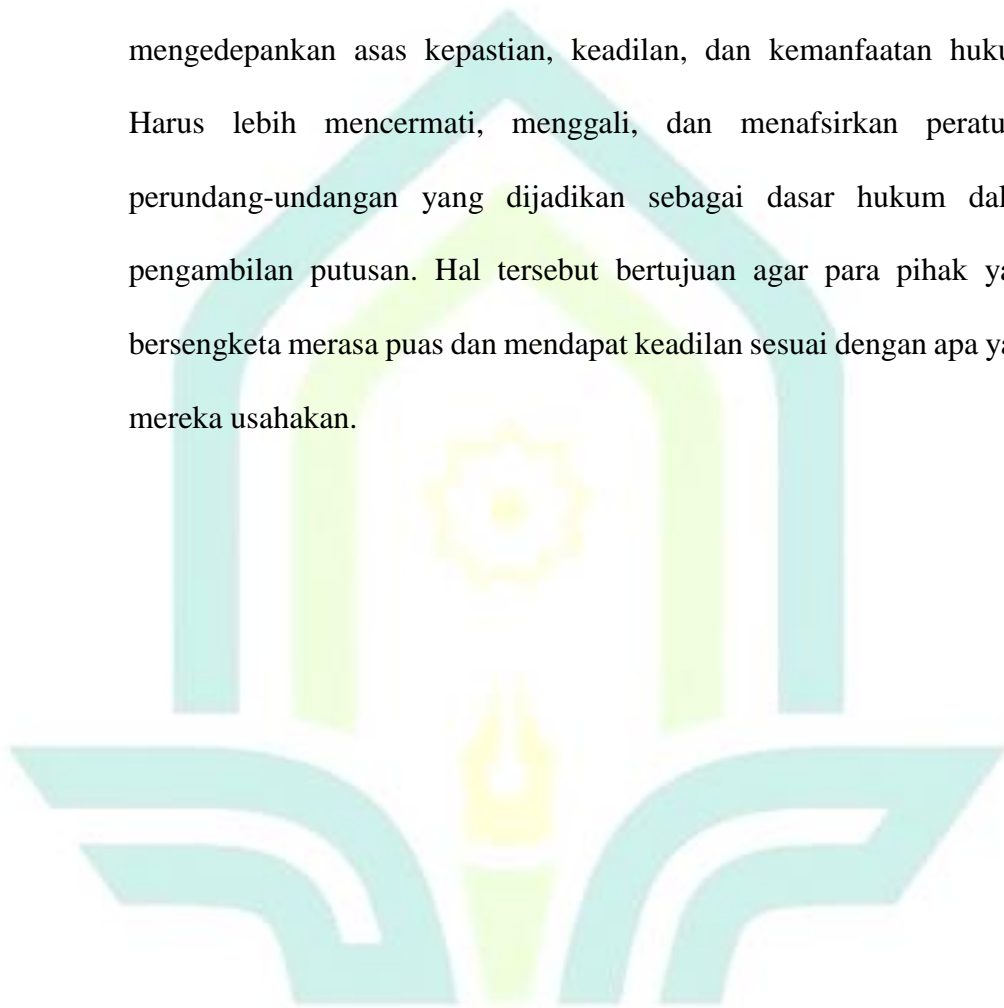 mengedepankan asas kepastian, keadilan, dan kemanfaatan huku
Harus lebih mencermati, menggali, dan menafsirkan peratu
perundang-undangan yang dijadikan sebagai dasar hukum dal
pengambilan putusan. Hal tersebut bertujuan agar para pihak ya
bersengketa merasa puas dan mendapat keadilan sesuai dengan apa ya
mereka usahakan.